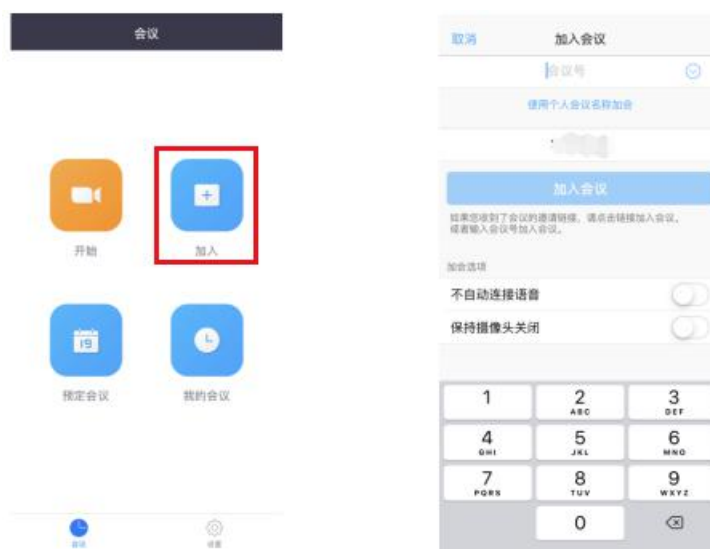 会议
开始
加入
19
预定会议
我的会议
会议
设置
取消
加入会议
会议号
使用个人会议名称加会
加入会议
如果您收到了会议的邀请链接，请点击链接加入会议。
或者输入会议号加入会议。
加会选项
不自动连接语音
保持摄像头关闭
1
2 ABC
3 DEF
4 GHI
5 JKL
6 MNO
7 PQRS
8 TUV
9 WXYZ
0